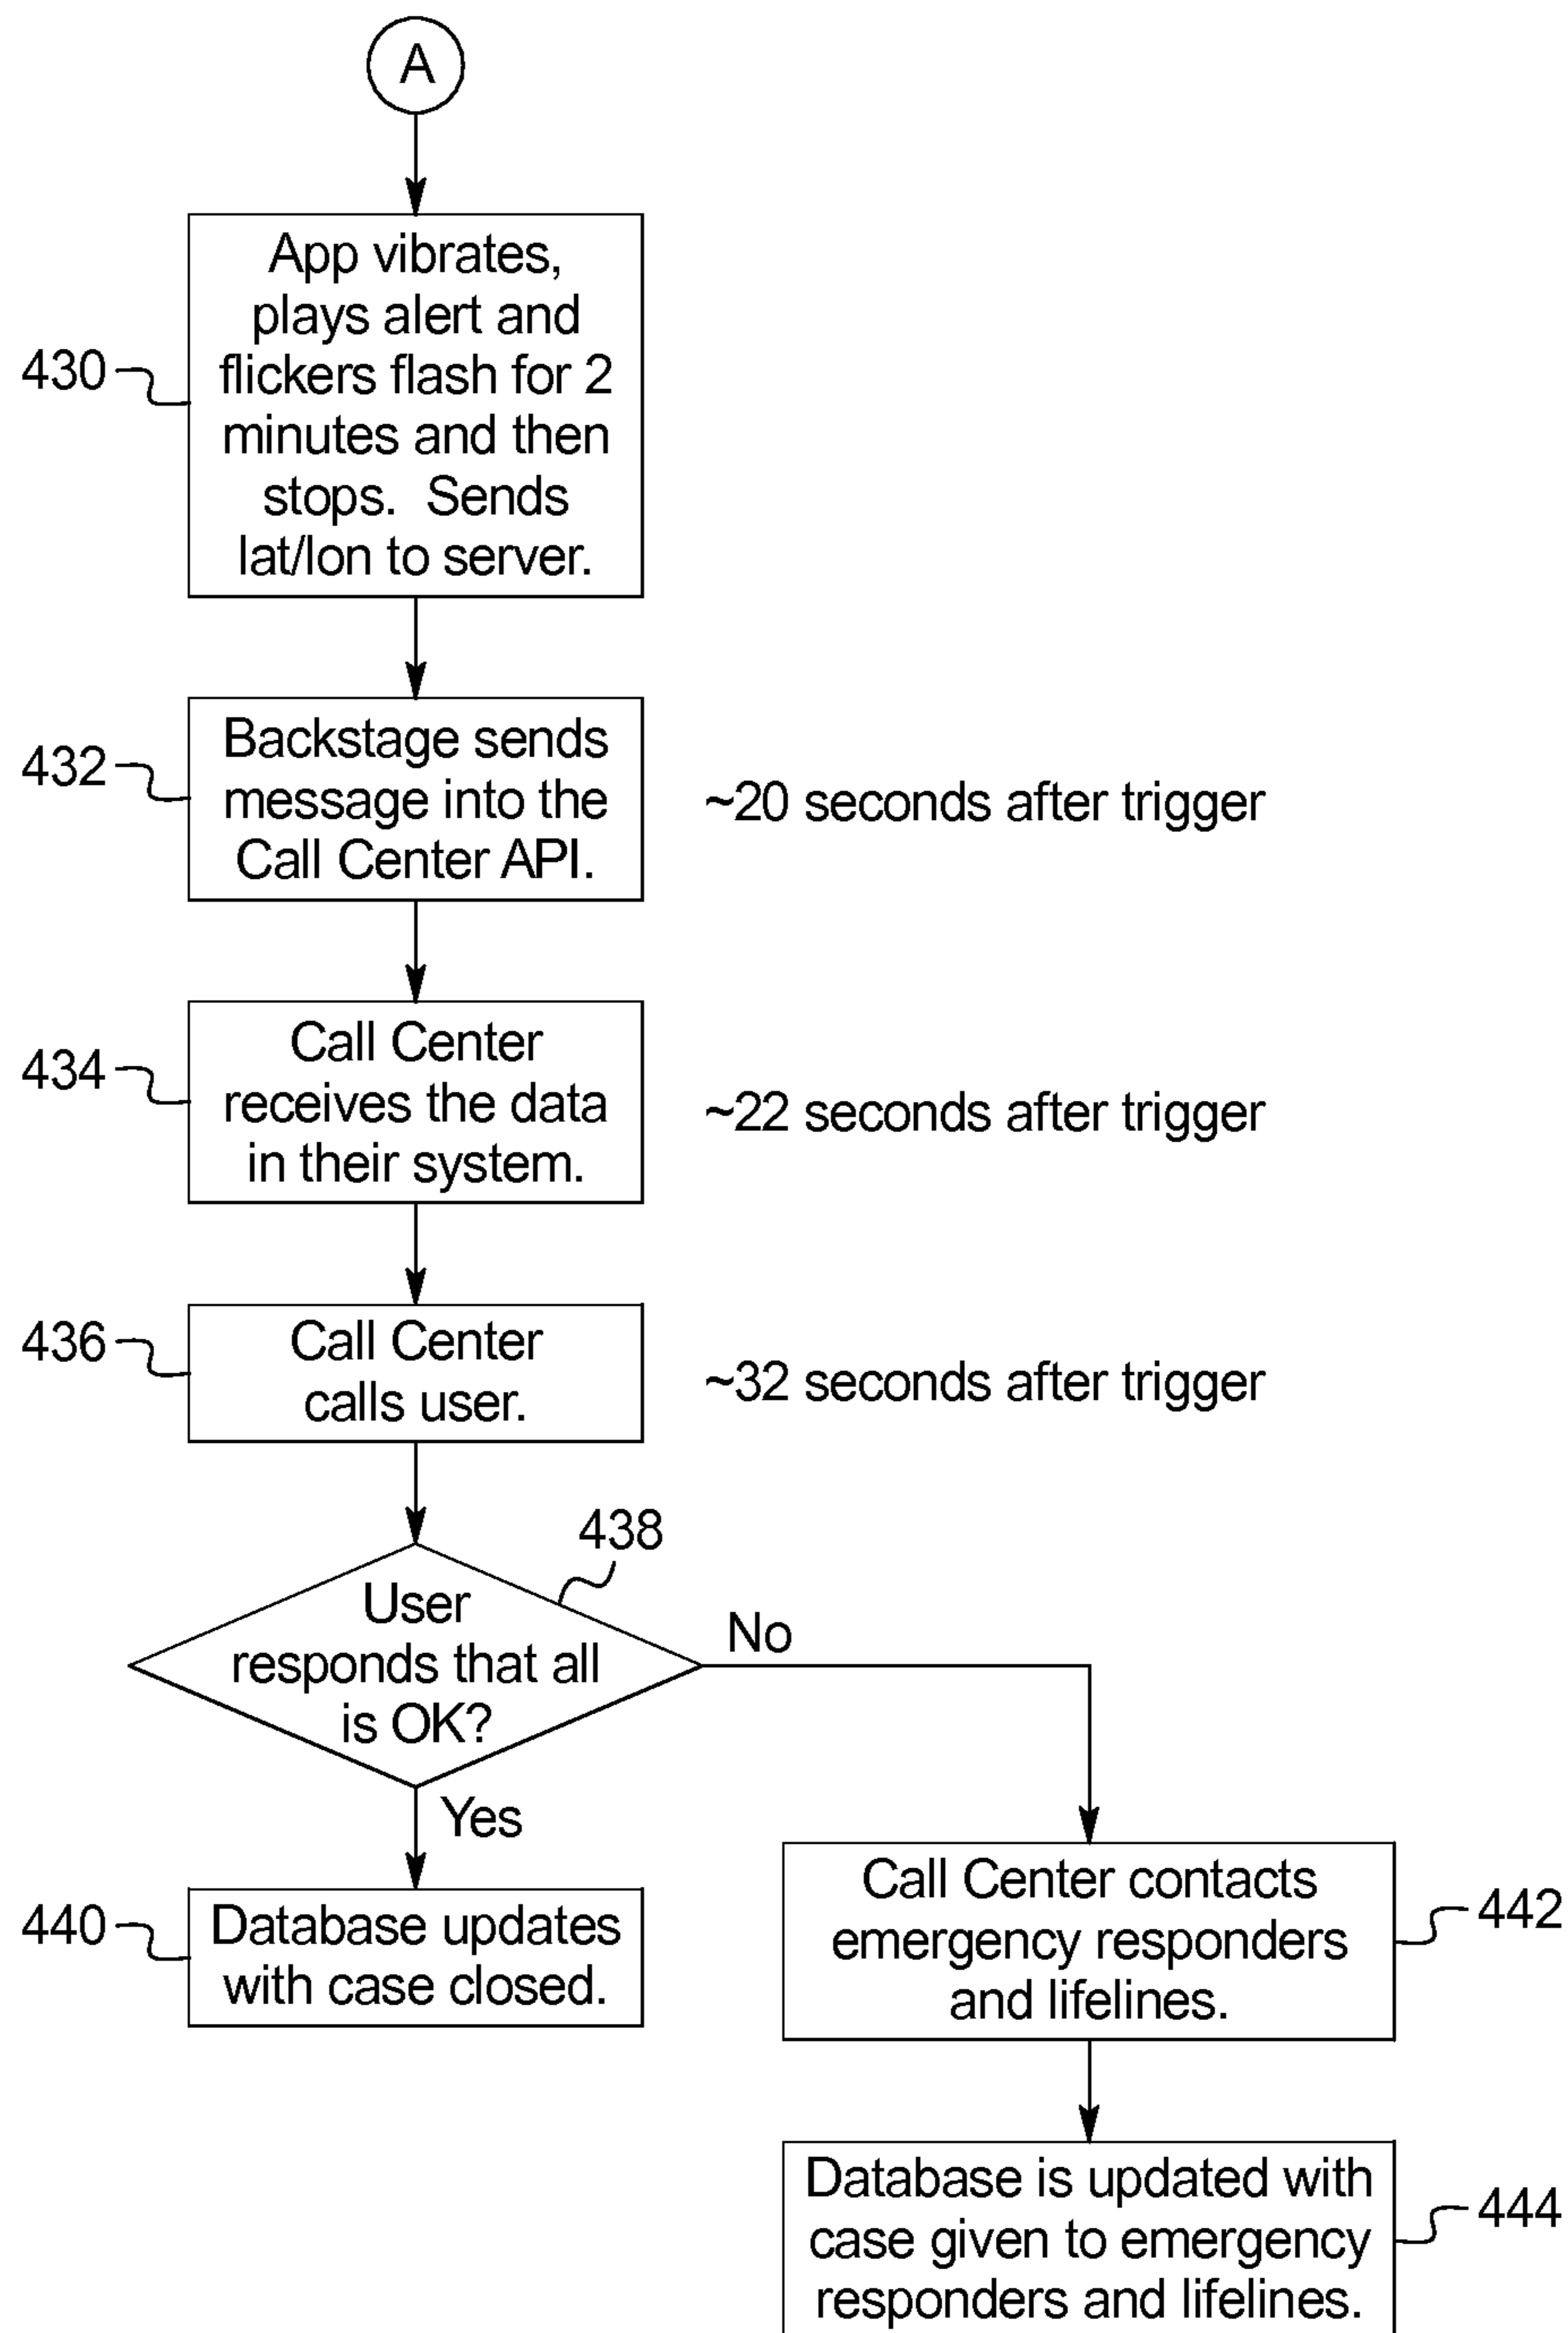 A
App vibrates,
plays alert and
flickers flash for 2
minutes and then
stops.  Sends
lat/lon to server.
430
Backstage sends
message into the
Call Center API.
432
~20 seconds after trigger
Call Center
receives the data
in their system.
434
~22 seconds after trigger
Call Center
calls user.
436
~32 seconds after trigger
438
User
responds that all
is OK?
No
Yes
440
Database updates
with case closed.
Call Center contacts
emergency responders
and lifelines.
442
Database is updated with
case given to emergency
responders and lifelines.
444